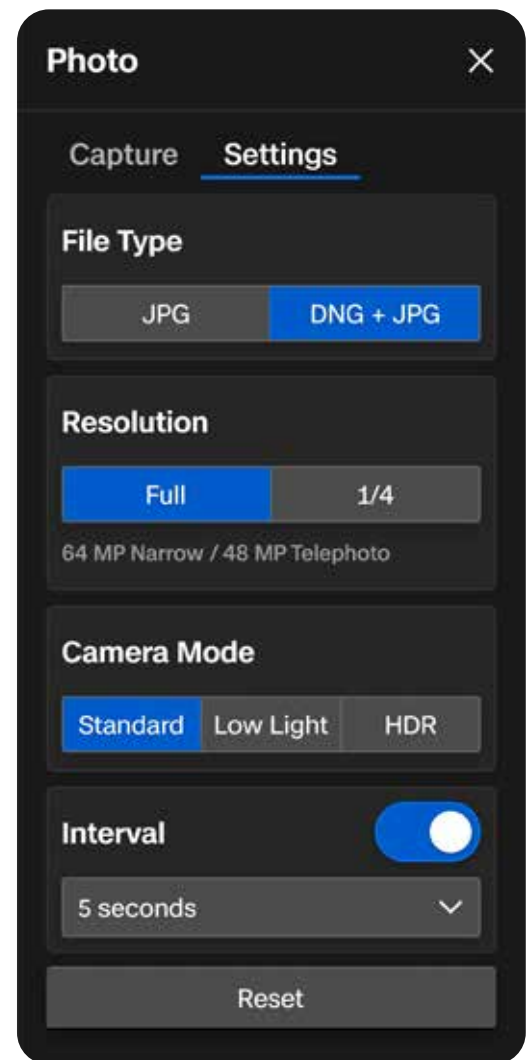 Photo
Capture Settings
File Type
JPG DNG + JPG
Resolution
Full 1/4
64 MP Narrow / 48 MP Telephoto
Camera Mode
Standard Low Light HDR
Interval
5 seconds
Reset